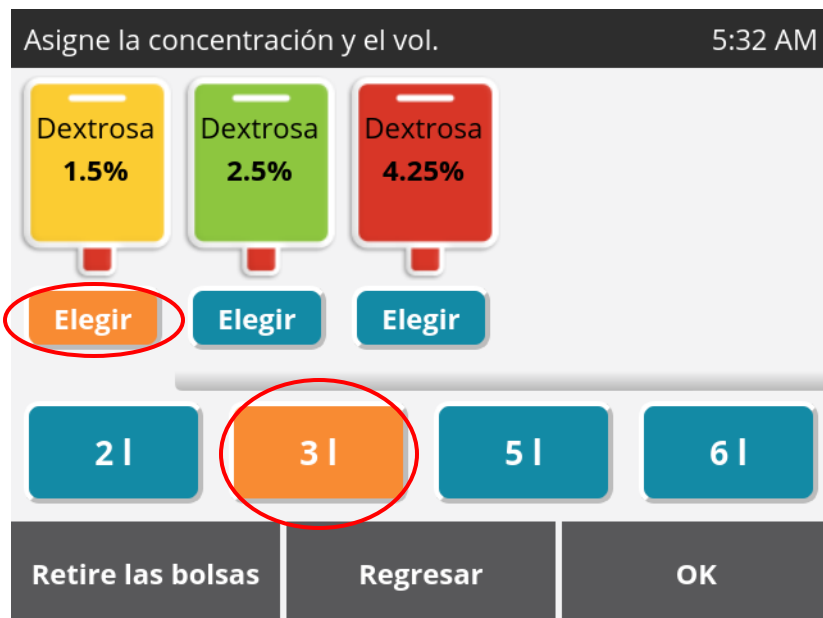 Asigne la concentración y el vol. 5:32 AM
Dextrosa Dextrosa Dextrosa
1.5% 2.5% 4.25%
Elegir Elegir Elegir
2 l 3 l 5 l 6 l
Retire las bolsas Regresar OK